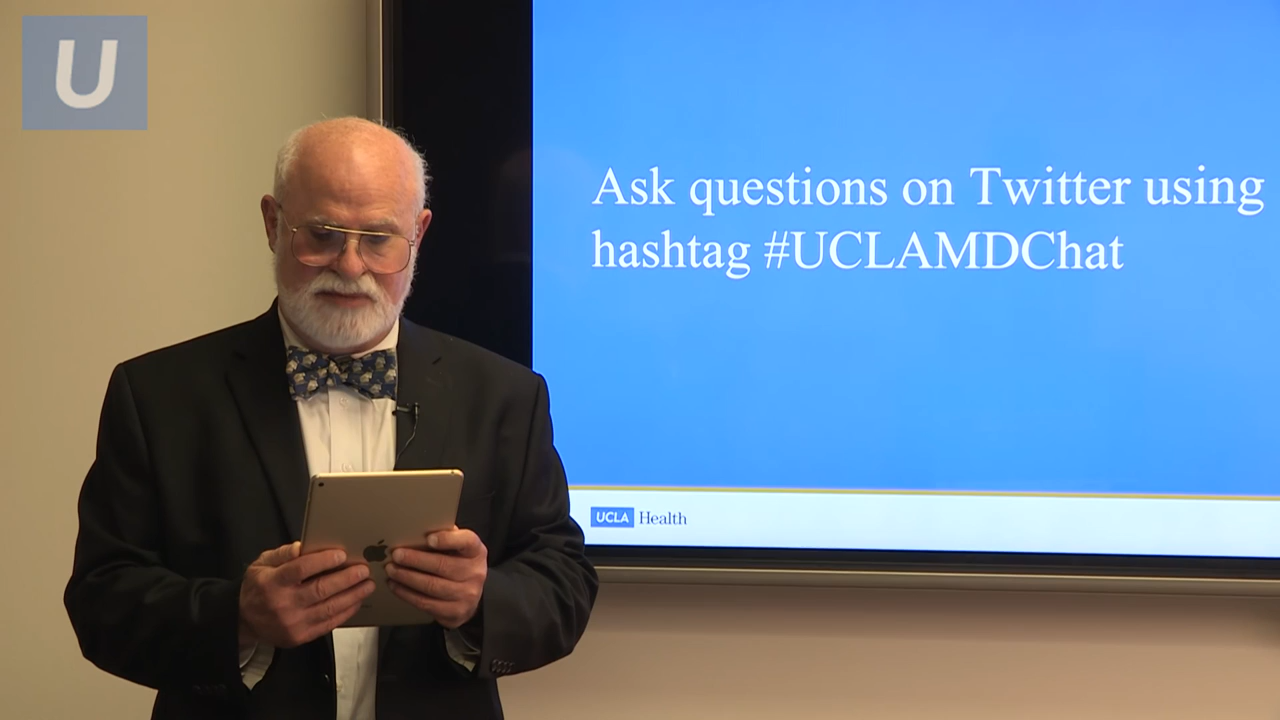 U
Ask questions on Twitter using
hashtag #UCLAMDChat
UCLA Health